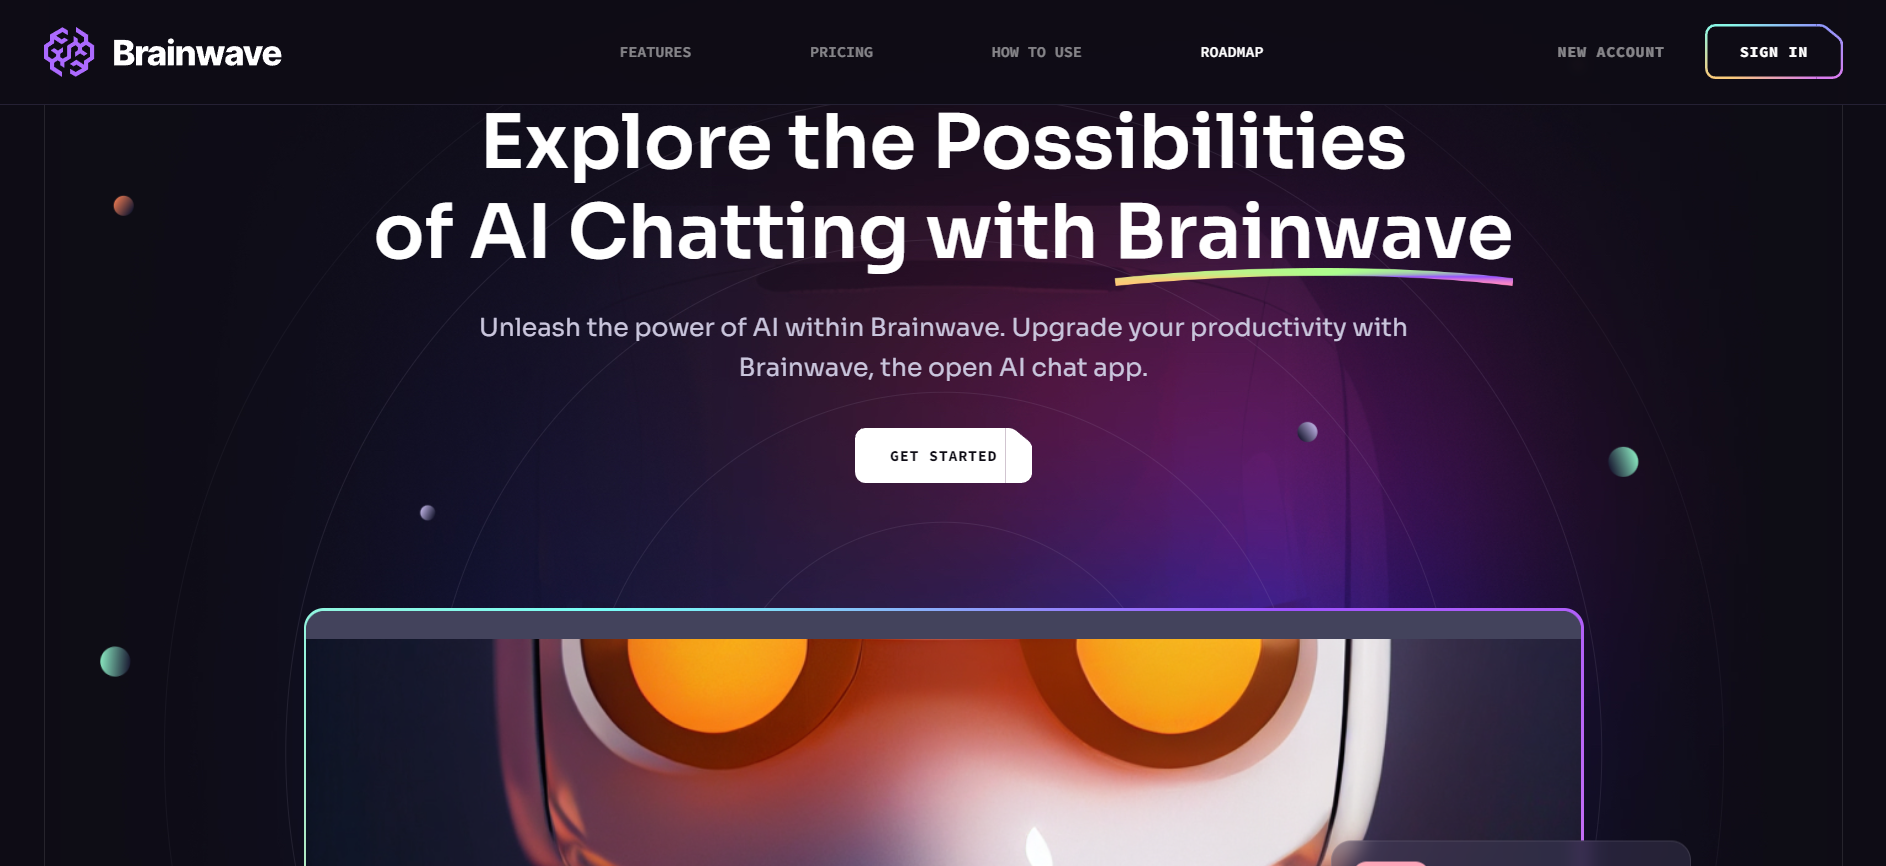 Brainwave
FEATURES
PRICING
HOW TO USE
ROADMAP
NEW ACCOUNT
SIGN IN
Explore the Possibilities
of AI Chatting with Brainwave
Unleash the power of AI within Brainwave. Upgrade your productivity with
Brainwave, the open AI chat app.
GET STARTED